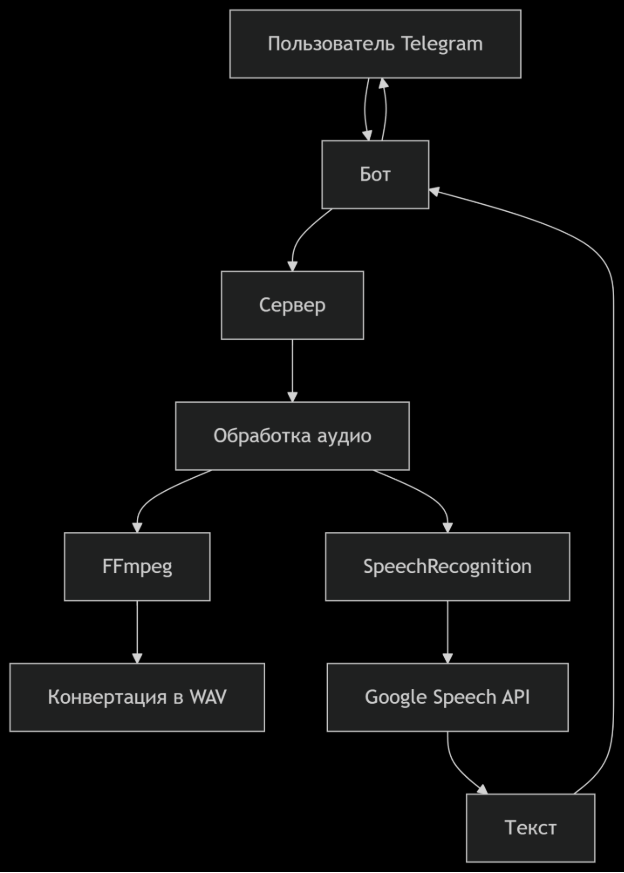 Пользователь Telegram
Бот
Сервер
Обработка аудио
FFmpeg
SpeechRecognition
Конвертация в WAV
Google Speech API
Текст